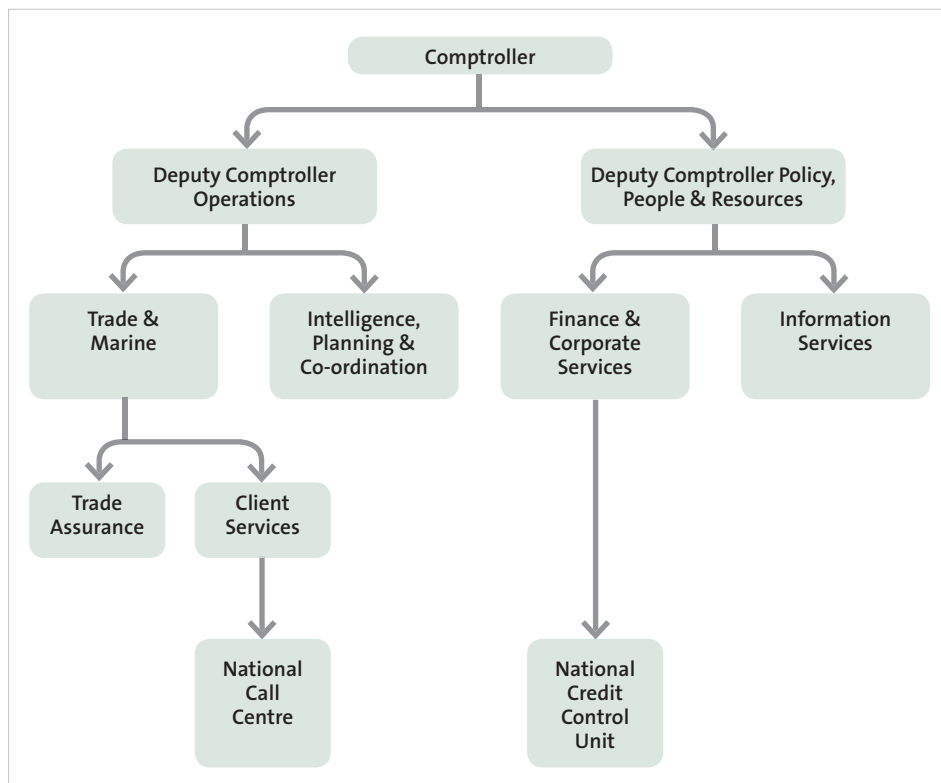 Comptroller
Deputy Comptroller
Operations
Deputy Comptroller Policy,
People & Resources
Trade &
Marine
Intelligence,
Planning &
Co-ordination
Finance &
Corporate
Services
Information
Services
Trade
Assurance
Client
Services
National
Call
Centre
National
Credit
Control
Unit